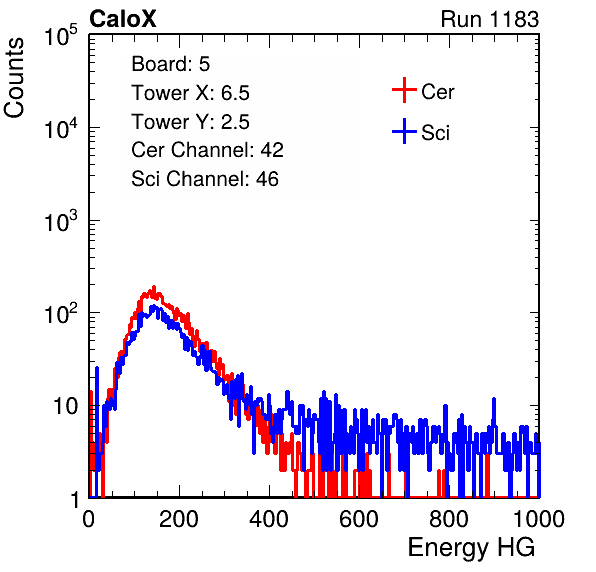 CaloX Run 1183
Counts
10^5
10^4
10^3
10^2
10
1
Board: 5
Tower X: 6.5
Tower Y: 2.5
Cer Channel: 42
Sci Channel: 46
Cer
Sci
0 200 400 600 800 1000
Energy HG